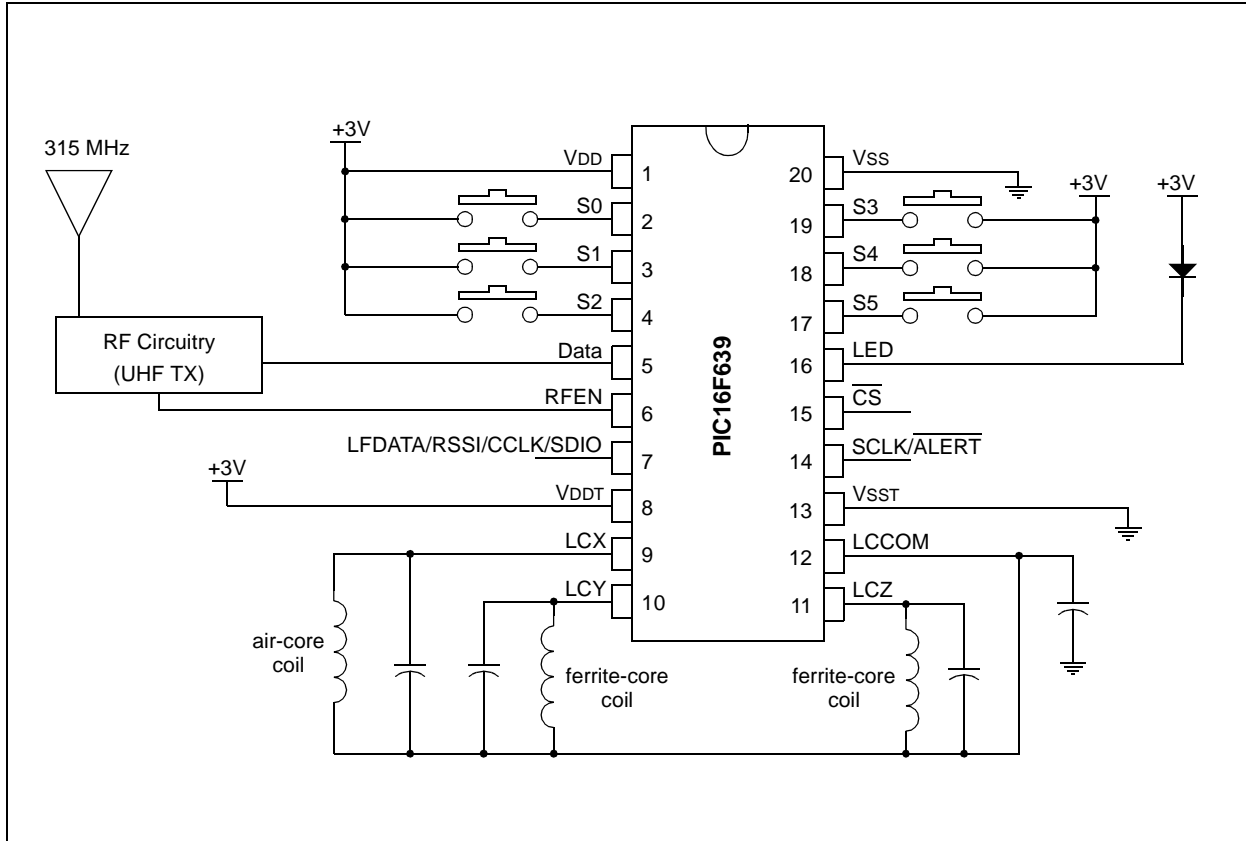 315 MHz
+3V
RF Circuitry
(UHF TX)
VDD
S0
S1
S2
Data
RFEN
LFDATA/RSSI/CCLK/SDIO
+3V
VDDT
LCX
LCY
1
2
3
4
5
6
7
8
9
10
PIC16F639
20
19
18
17
16
15
14
13
12
11
VSS
S3
S4
S5
LED
CS
SCLK/ALERT
VSST
LCCOM
LCZ
+3V
+3V
air-core
coil
ferrite-core
coil
ferrite-core
coil